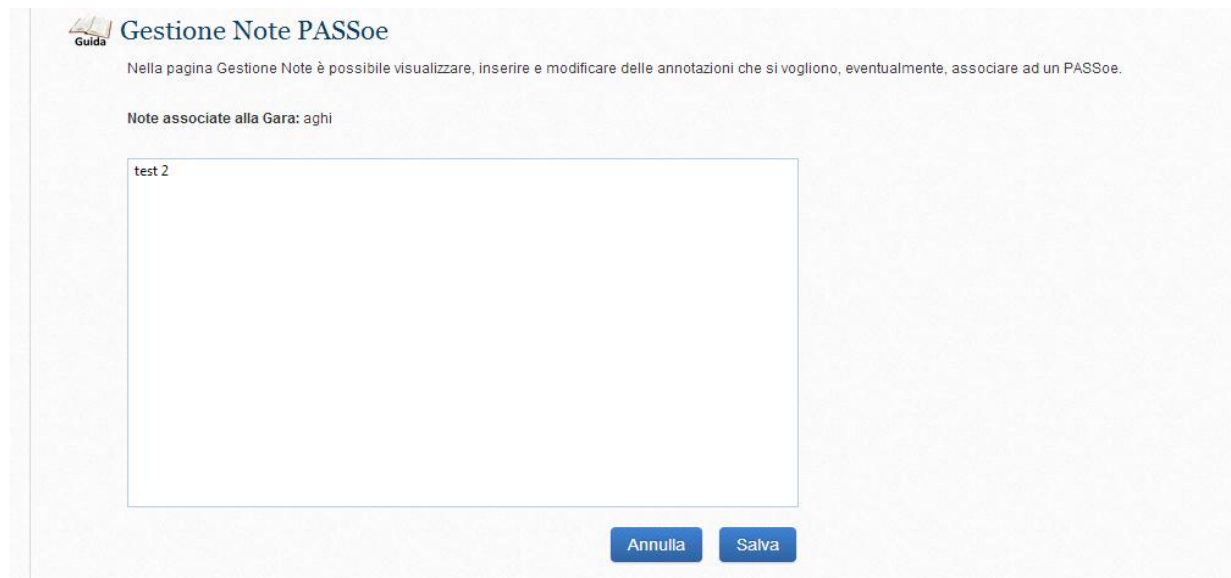 Guida
Gestione Note PASSoe
Nella pagina Gestione Note è possibile visualizzare, inserire e modificare delle annotazioni che si vogliono, eventualmente, associare ad un PASSoe.
Note associate alla Gara: aghi
test 2
Annulla Salva